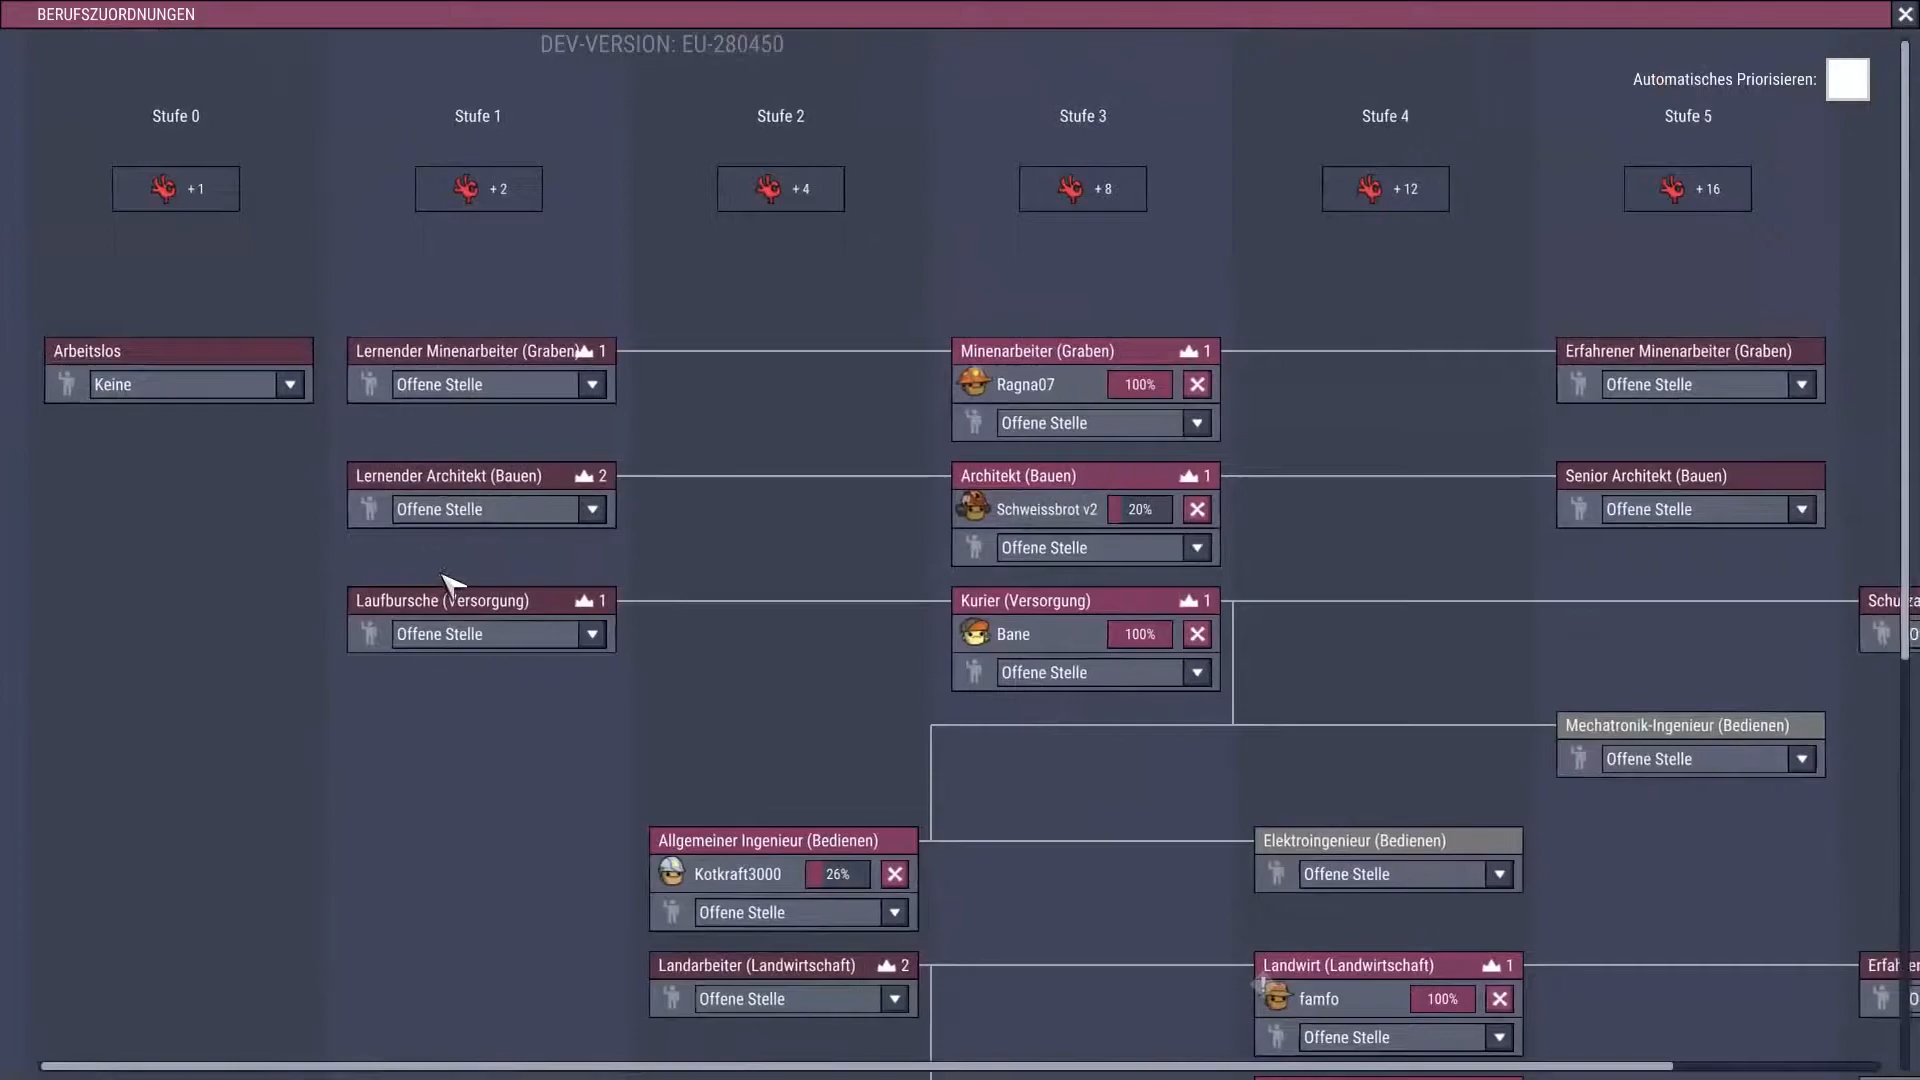 BERUFSZUORDNUNGEN
DEV-VERSION: EU-280450
Automatisches Priorisieren:
Stufe 0
Stufe 1
Stufe 2
Stufe 3
Stufe 4
Stufe 5
+ 1
+ 2
+ 4
+ 8
+ 12
+ 16
Arbeitslos
Keine
Lernender Minenarbeiter (Graben) 1
Offene Stelle
Minenarbeiter (Graben) 1
Ragna07 100%
Offene Stelle
Erfahrener Minenarbeiter (Graben)
Offene Stelle
Lernender Architekt (Bauen) 2
Offene Stelle
Architekt (Bauen) 1
Schweissbrot v2 20%
Offene Stelle
Senior Architekt (Bauen)
Offene Stelle
Laufbursche (Versorgung) 1
Offene Stelle
Kurier (Versorgung) 1
Bane 100%
Offene Stelle
Mechatronik-Ingenieur (Bedienen)
Offene Stelle
Allgemeiner Ingenieur (Bedienen)
Kotkraft3000 26%
Offene Stelle
Elektroingenieur (Bedienen)
Offene Stelle
Landarbeiter (Landwirtschaft) 2
Offene Stelle
Landwirt (Landwirtschaft) 1
famfo 100%
Offene Stelle